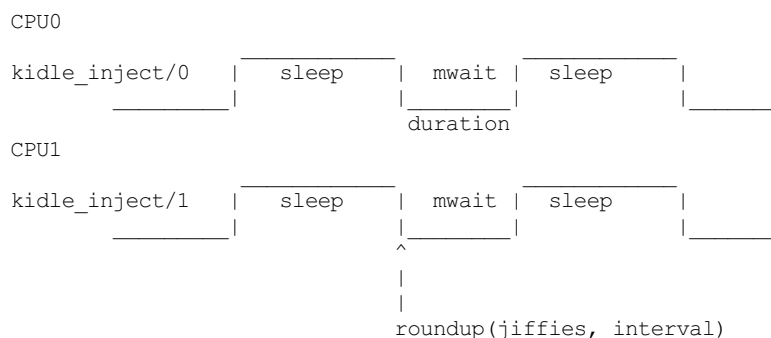 CPU0
kidle_inject/0 | sleep | mwait | sleep |
duration
CPU1
kidle_inject/1 | sleep | mwait | sleep |
^
roundup(jiffies, interval)